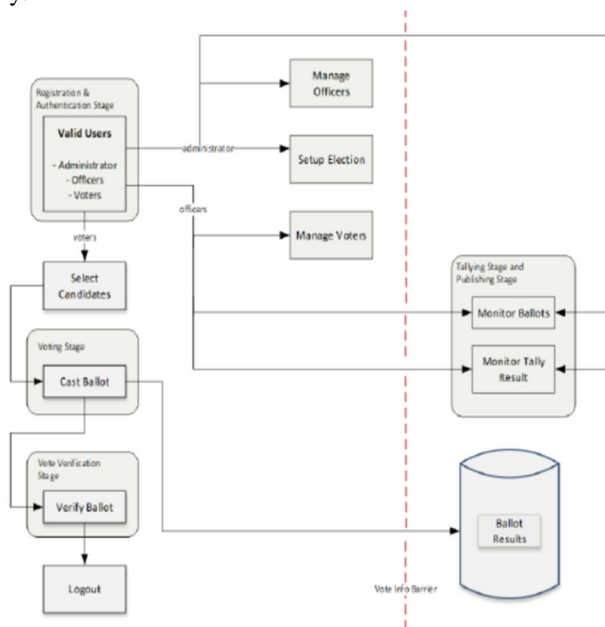 Registration &
Authentication Stage
Valid Users
- Administrator
- Officers
- Voters
administrator
officers
voters
Manage
Officers
Setup Election
Manage Voters
Select
Candidates
Voting Stage
Cast Ballot
Vote Verification
Stage
Verify Ballot
Logout
Tallying Stage and
Publishing Stage
Monitor Ballots
Monitor Tally
Result
Ballot
Results
Vote Info Barrier